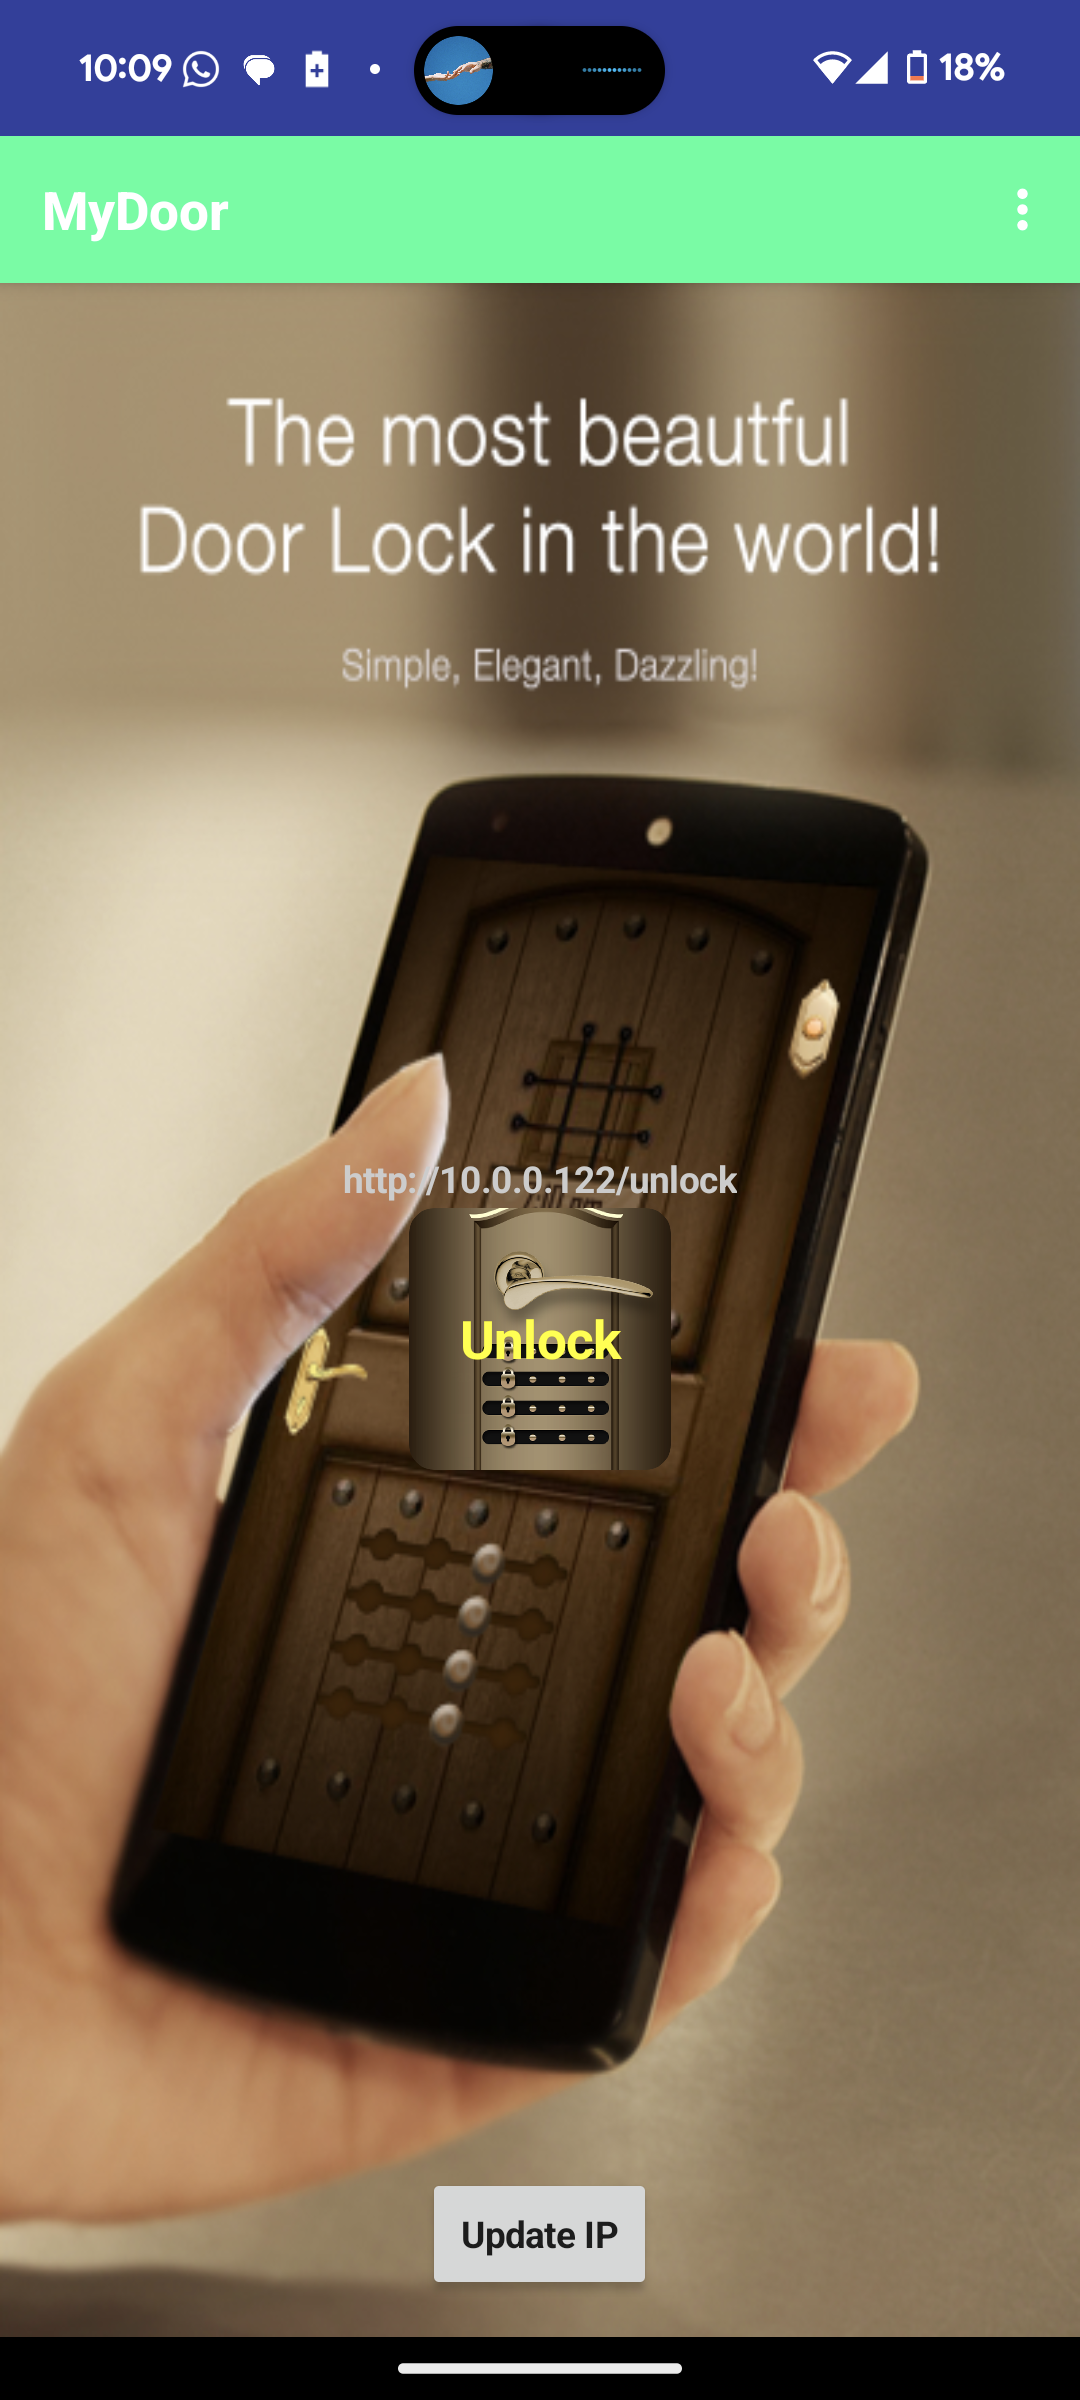 10:09
18%
MyDoor
The most beautful
Door Lock in the world!
Simple, Elegant, Dazzling!
http://10.0.0.122/unlock
Unlock
Update IP